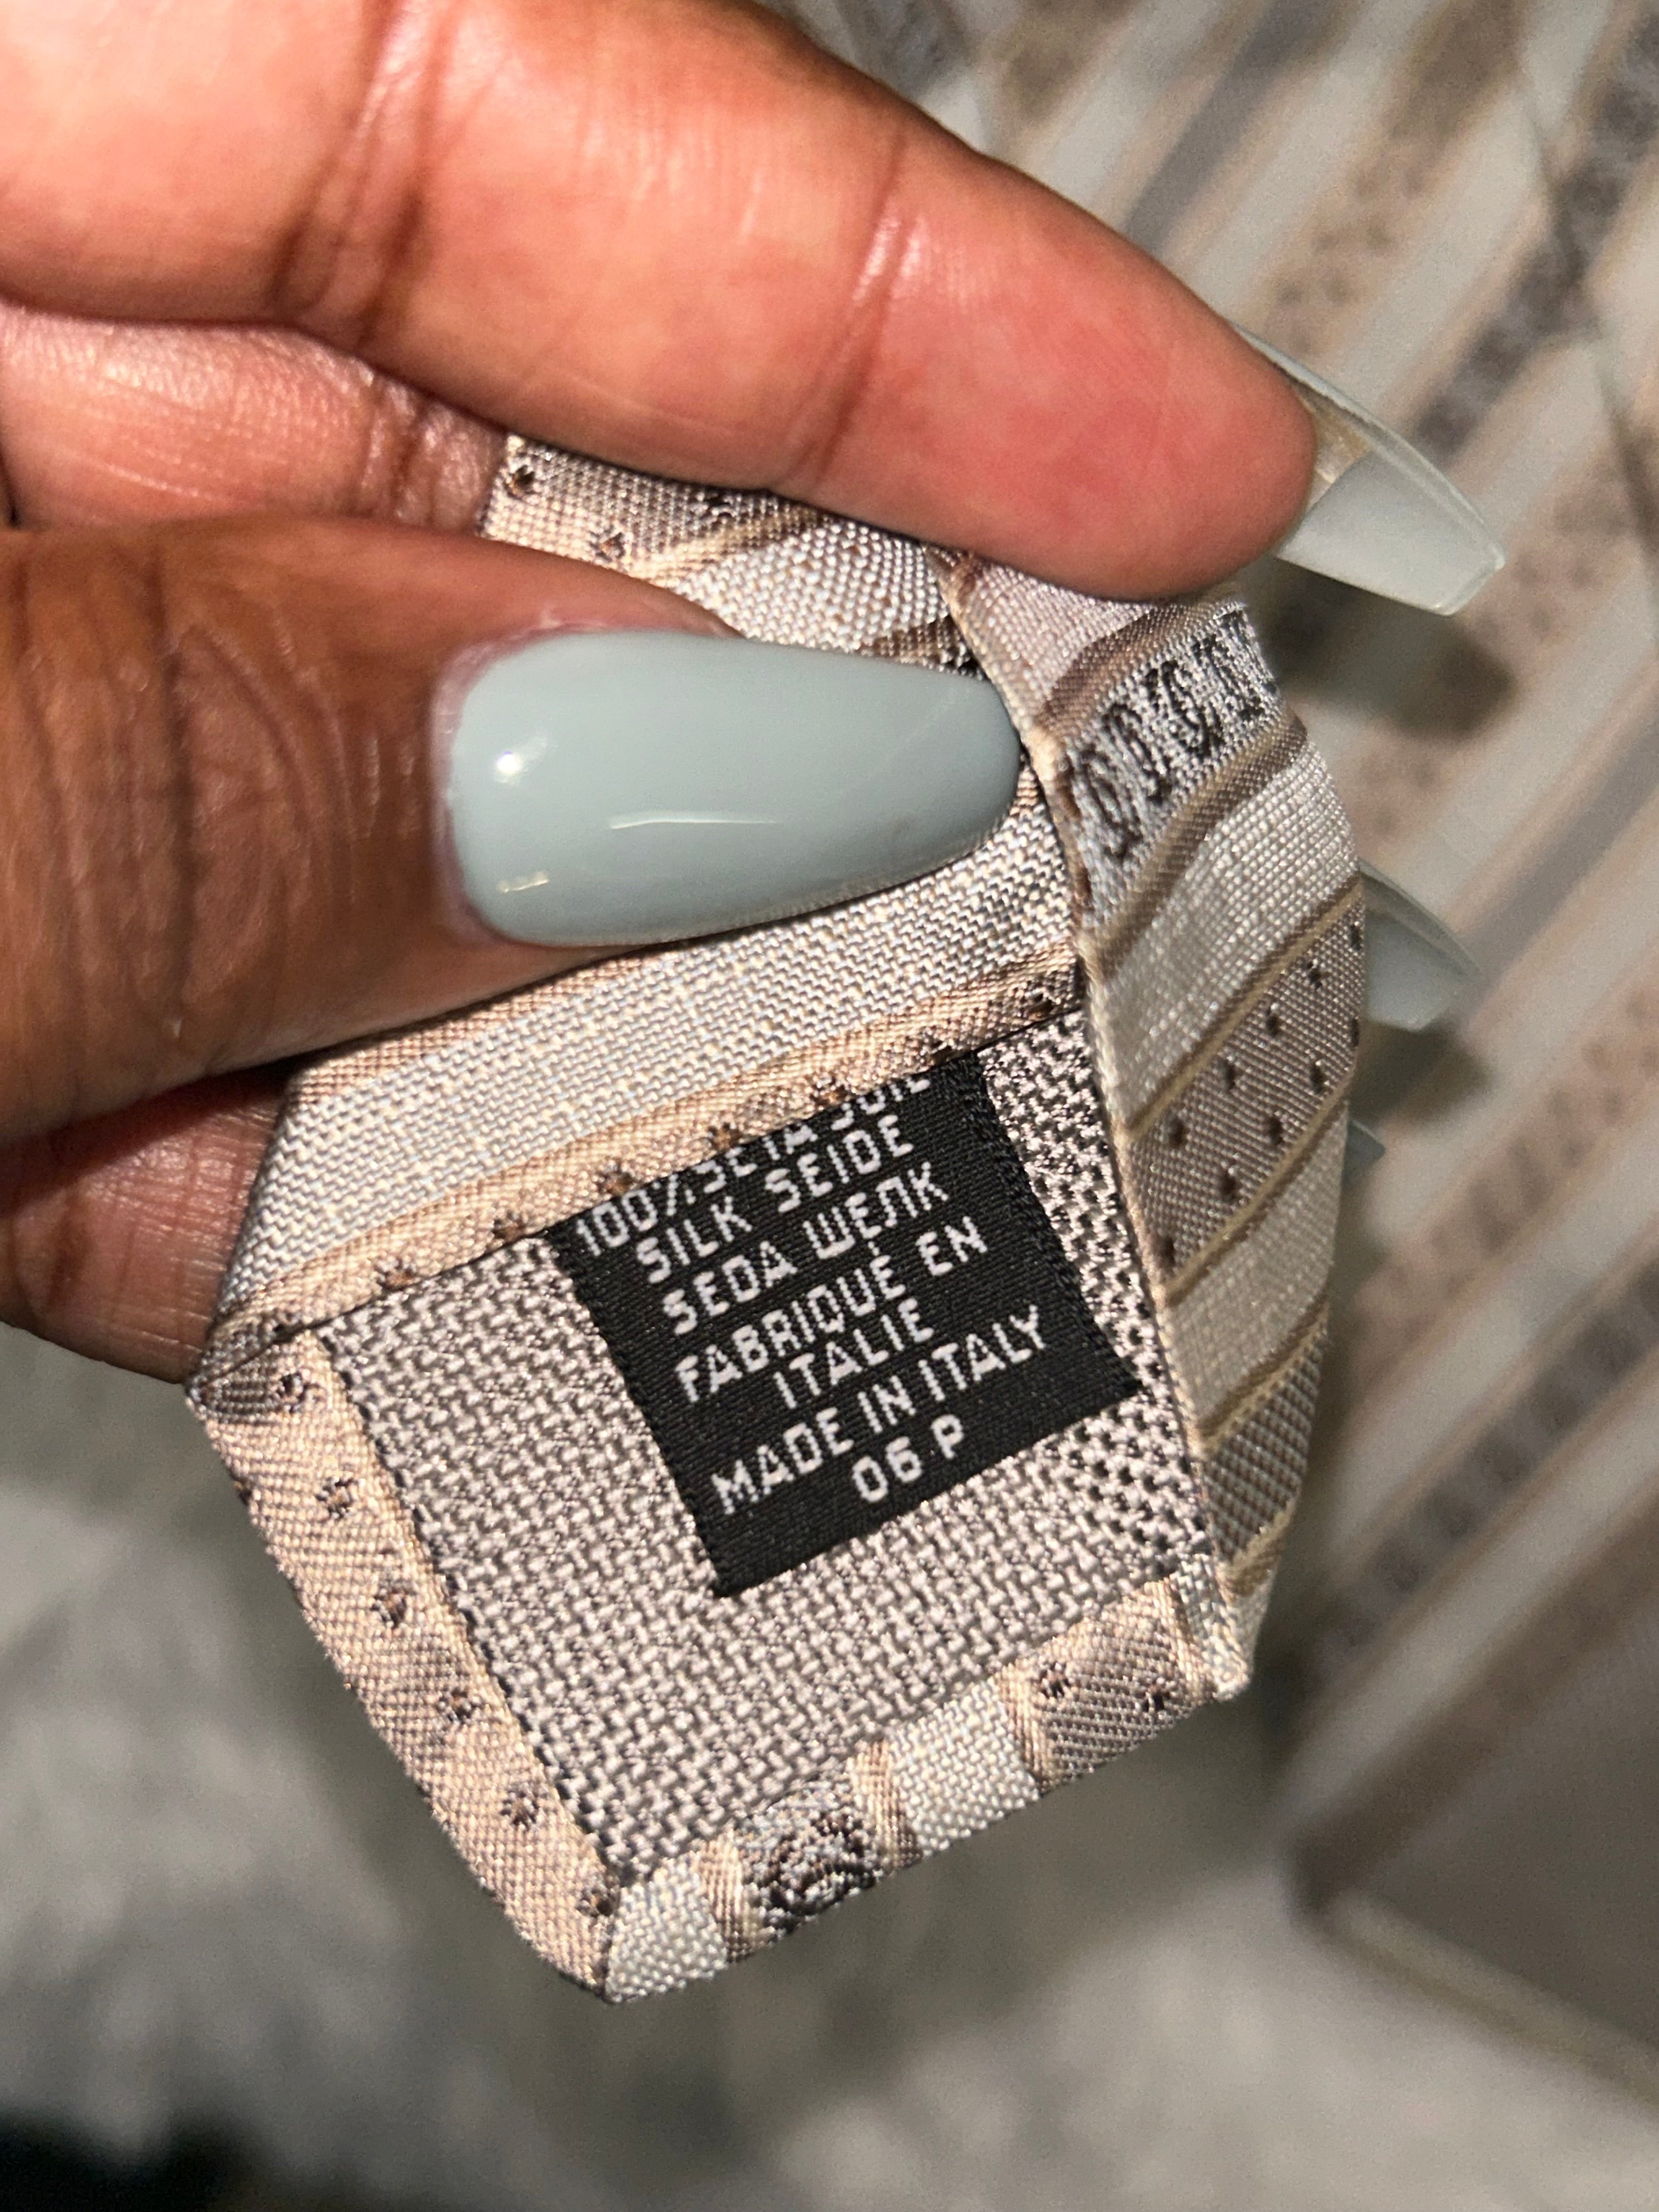 100% SETA SOIE
SILK SEIDE
SEDA ШЕЛК
FABRIQUÉ EN
ITALIE
MADE IN ITALY
06 P